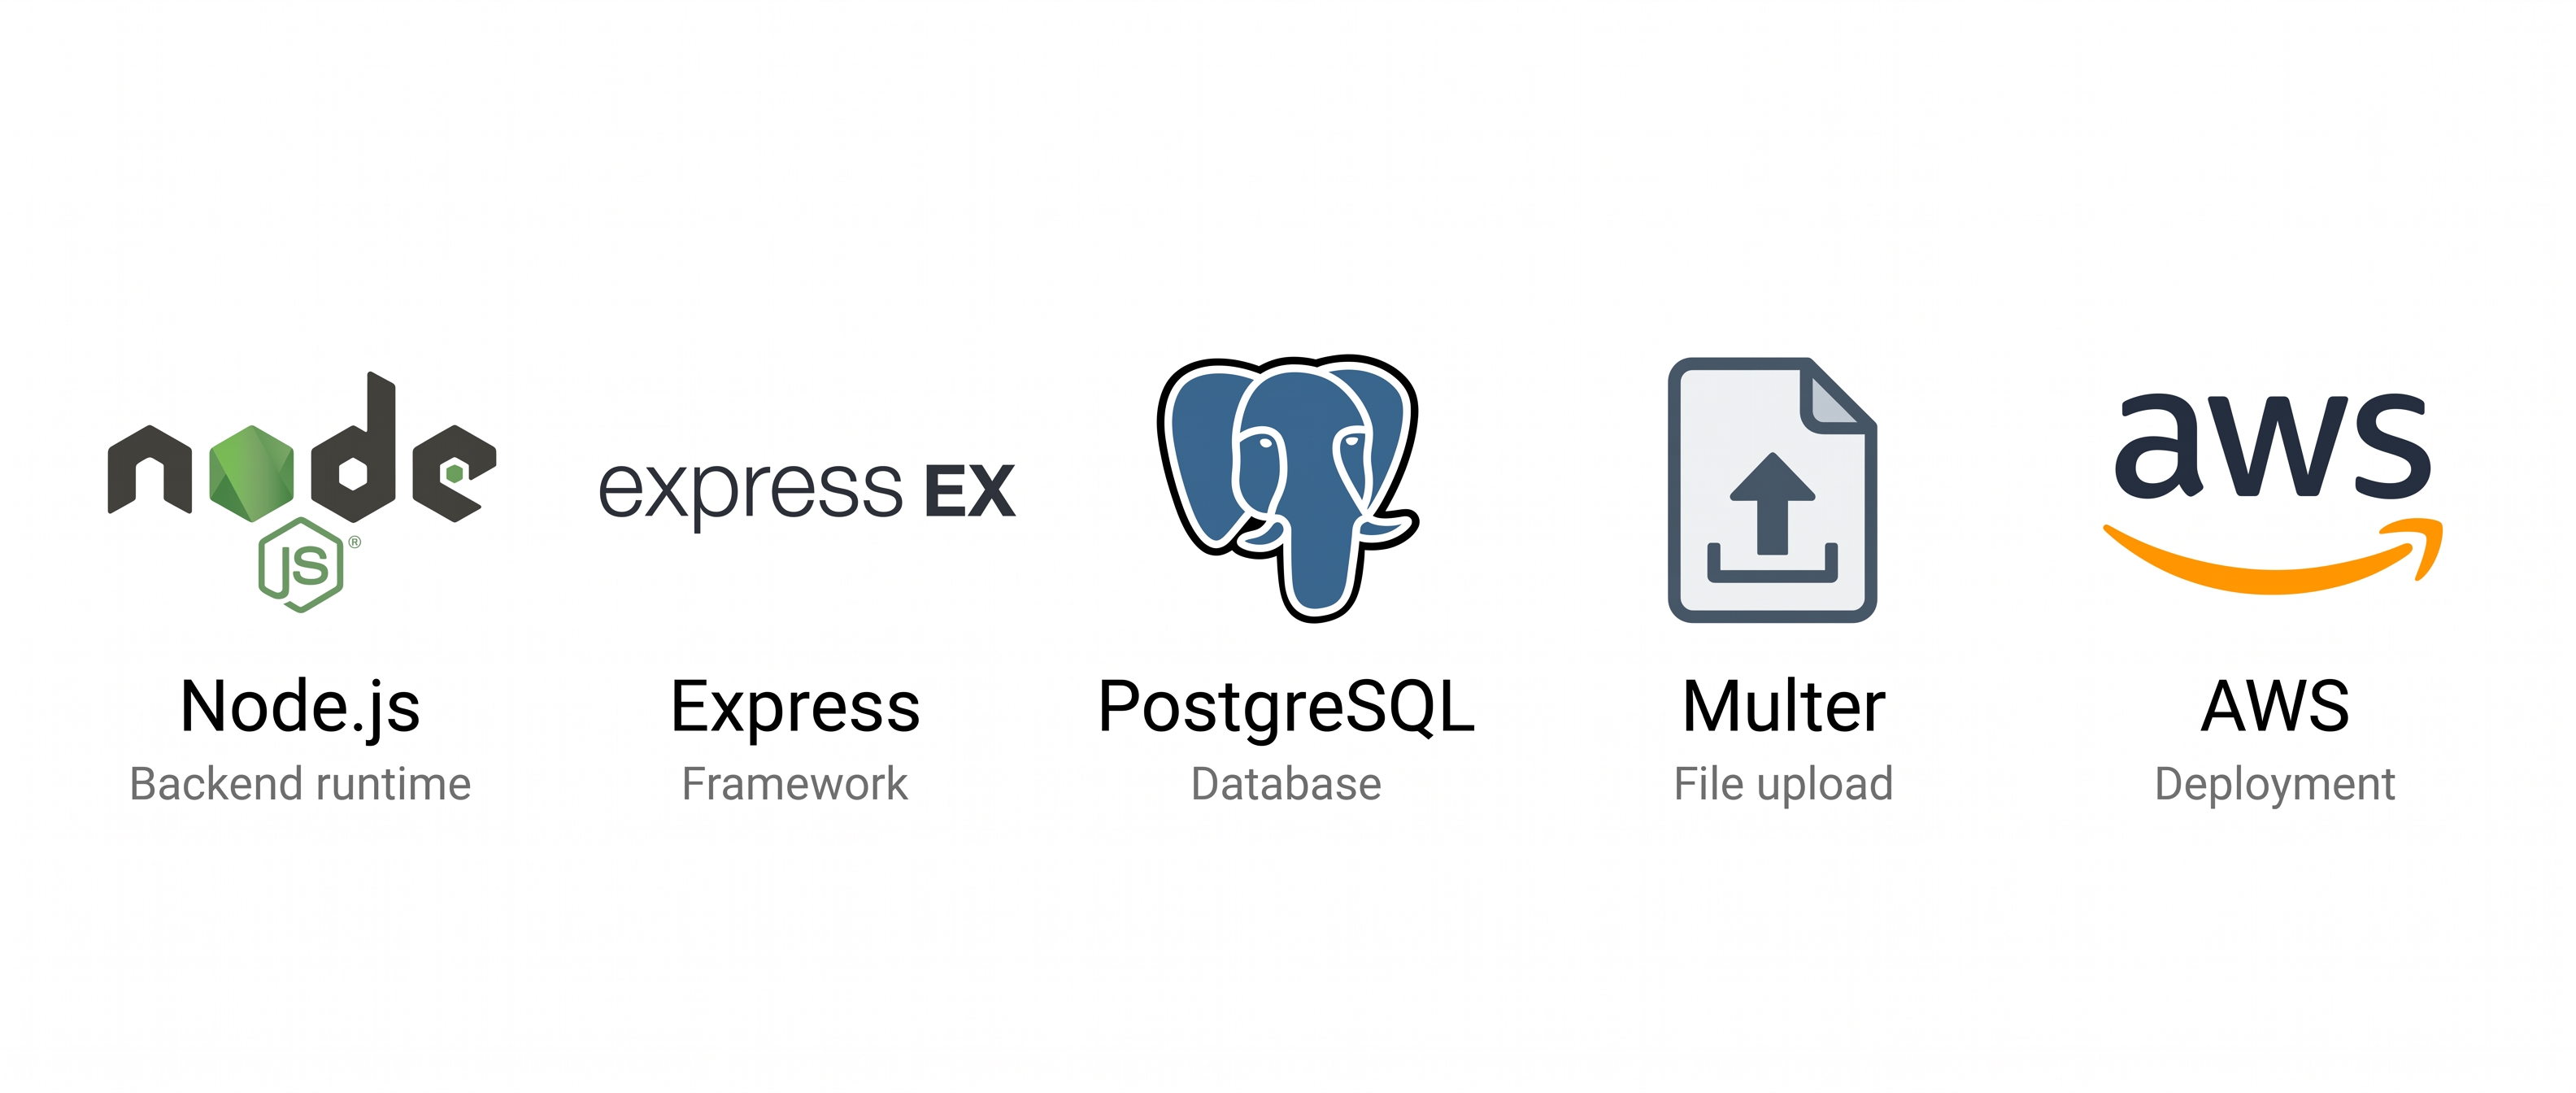 node
JS ®
express EX
aws
Node.js
Express
PostgreSQL
Multer
AWS
Backend runtime
Framework
Database
File upload
Deployment